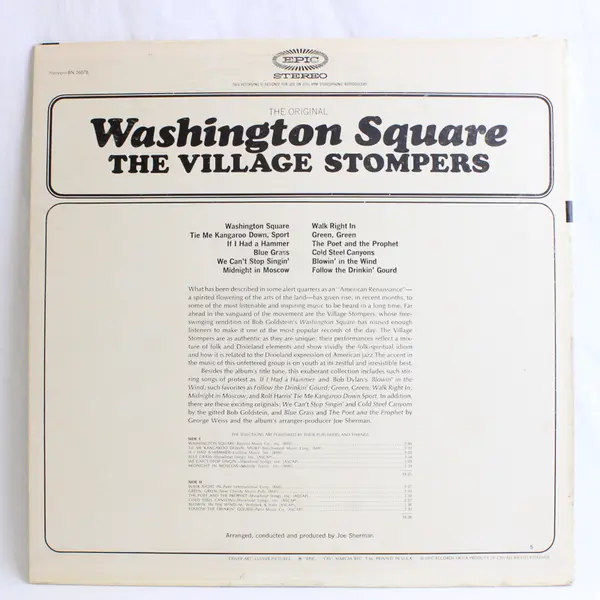 EPIC
STEREO
THE ORIGINAL
Washington Square
THE VILLAGE STOMPERS
Washington Square
Tie Me Kangaroo Down, Sport
If I Had a Hammer
Blue Grass
We Can't Stop Singin'
Midnight in Moscow
Walk Right In
Green, Green
The Poet and the Prophet
Cold Steel Canyons
Blowin' in the Wind
Follow the Drinkin' Gourd
What has been described in some alert quarters as an "American Renaissance"—
a spirited flowering of the arts of the land—has given rise, in recent months, to
some of the most listenable and inspiring music to be heard in a long time. Far
ahead in the vanguard of the movement are the Village Stompers, whose free-
swinging rendition of Bob Goldstein's Washington Square has roused enough
listeners to make it one of the most popular records of the day. The Village
Stompers are as authentic as they are unique; their performances reflect a mix-
ture of folk and Dixieland elements and show vividly the folk-spiritual idiom
and how it is related to the Dixieland expression of American jazz. The accent in
the music of this unfettered group is on youth at its zestful and irresistible best.
Besides the album's title tune, this exuberant collection includes such stir-
ring songs of protest as If I Had a Hammer and Bob Dylan's Blowin' in the
Wind; such favorites as Follow the Drinkin' Gourd; Green, Green; Walk Right In;
Midnight in Moscow; and Rolf Harris' Tie Me Kangaroo Down Sport. In addition,
there are these exciting originals: We Can't Stop Singin' and Cold Steel Canyons
by the gifted Bob Goldstein, and Blue Grass and The Poet and the Prophet by
George Weiss and the album's arranger-producer Joe Sherman.
THE SELECTIONS ARE FOLLOWED BY THEIR PUBLISHERS AND TIMINGS
SIDE I
SIDE II
Arranged, conducted and produced by Joe Sherman.